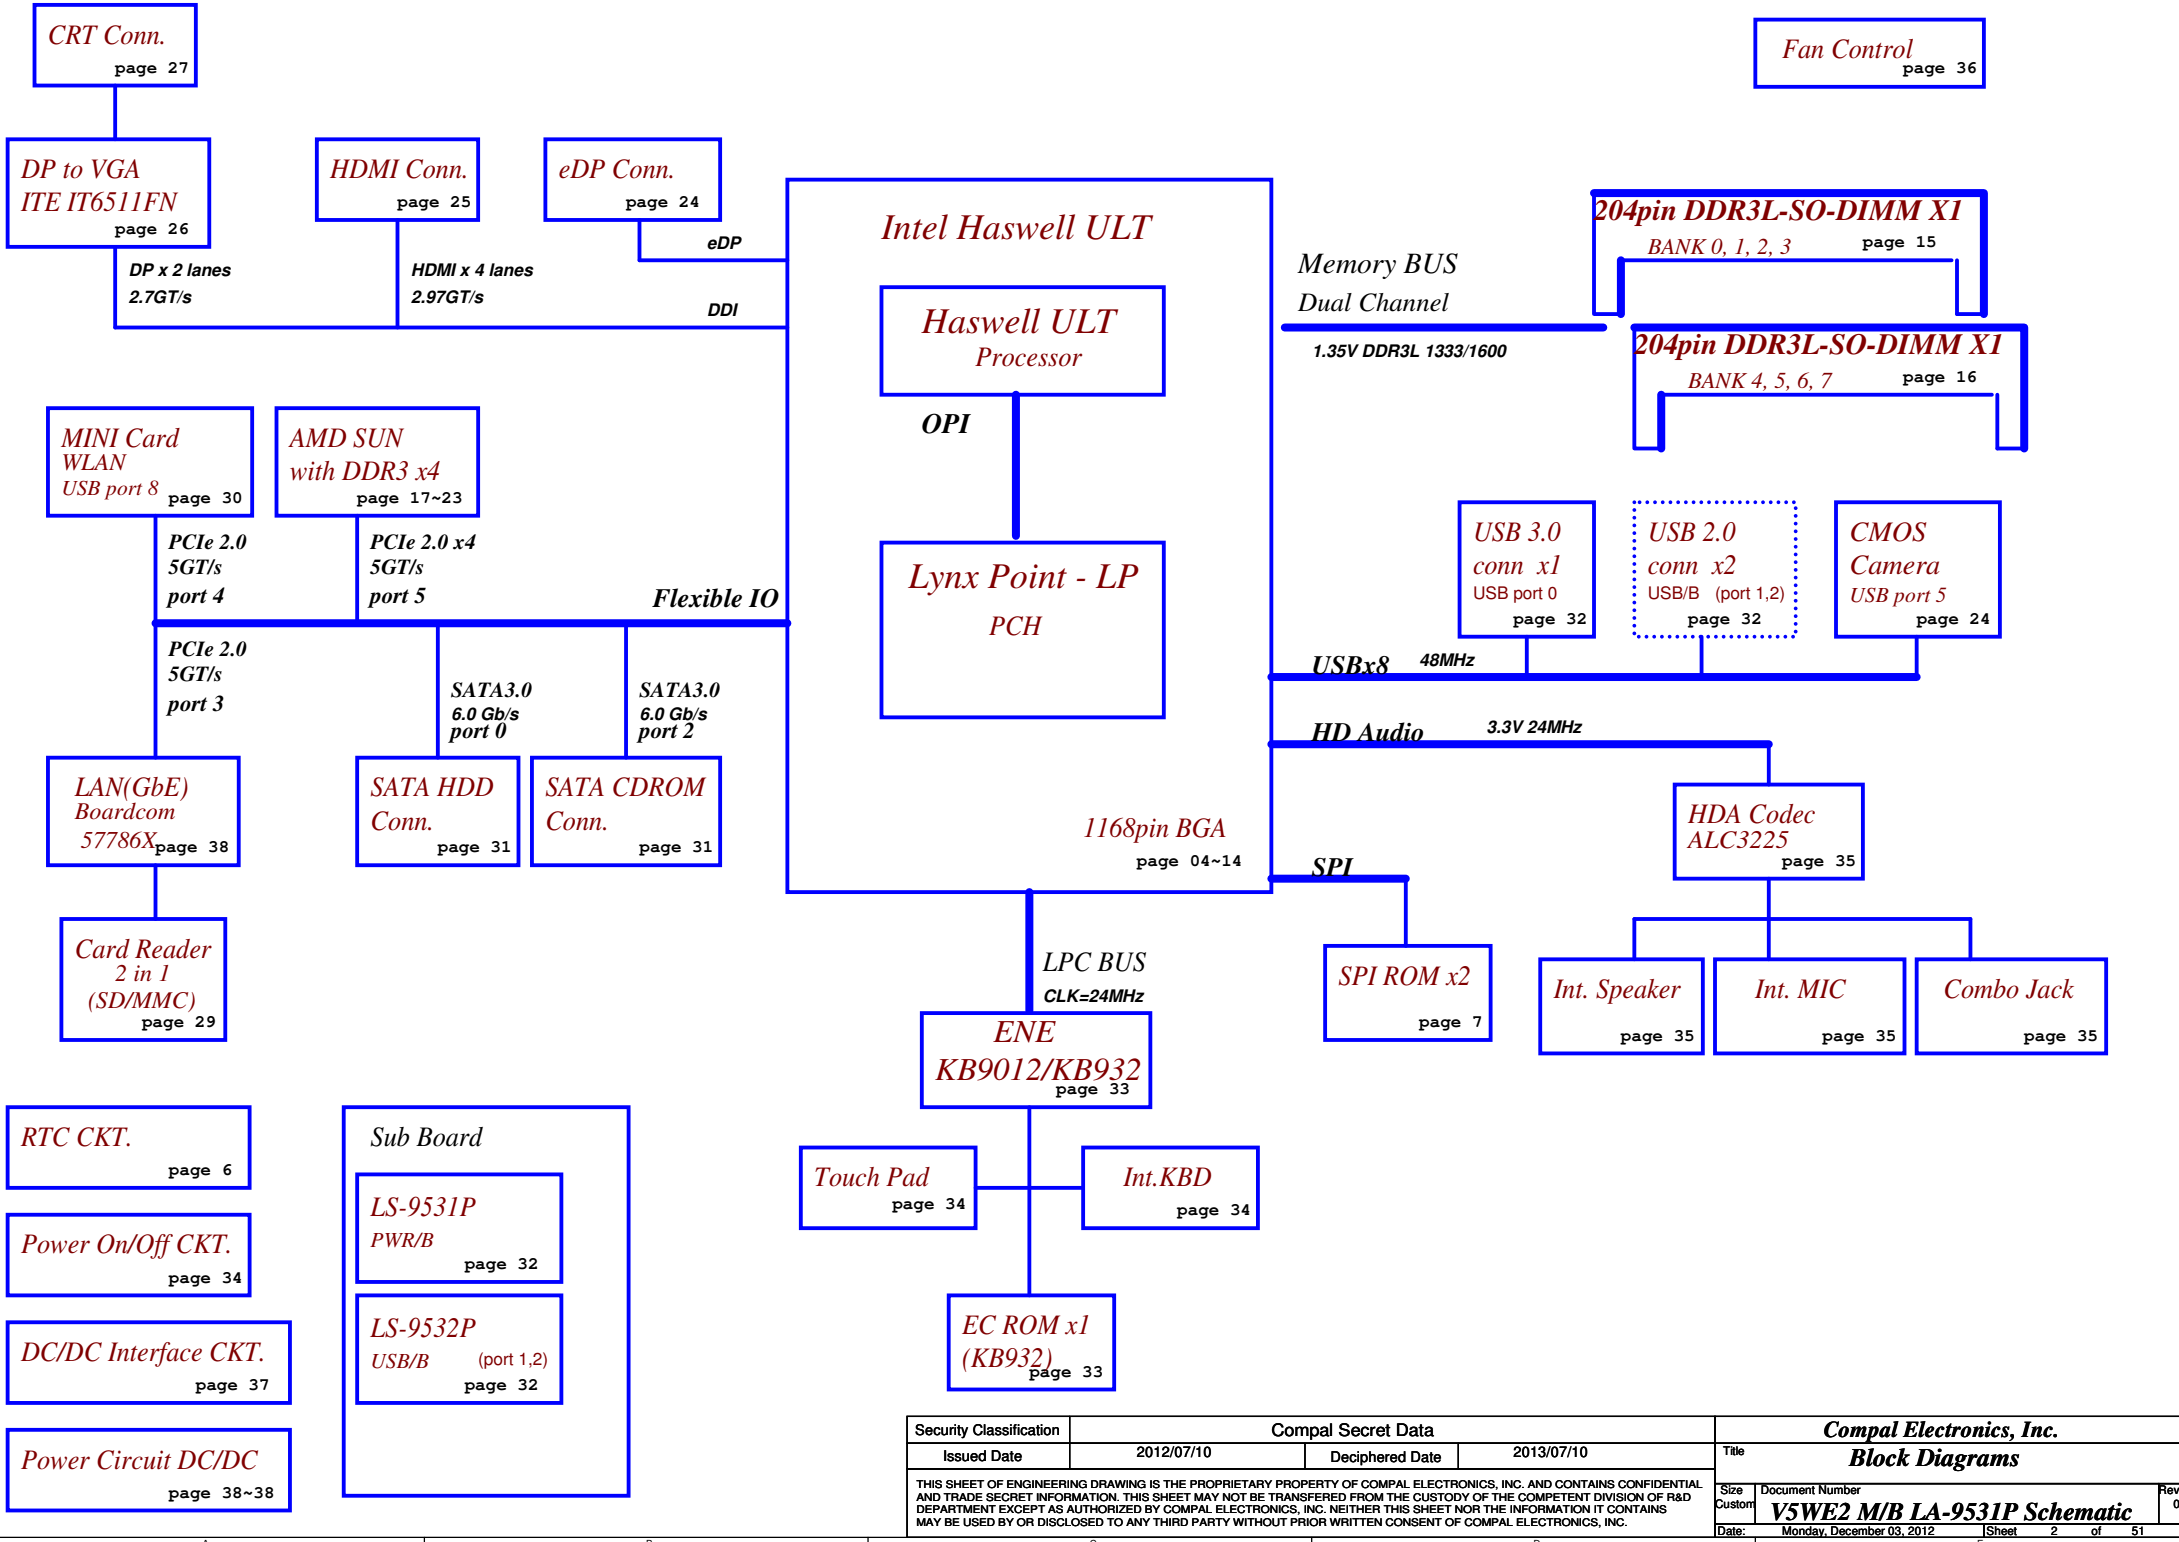 CRT Conn.
page 27
Fan Control
page 36
DP to VGA
ITE IT6511FN
page 26
HDMI Conn.
page 25
eDP Conn.
page 24
eDP
DP x 2 lanes
2.7GT/s
HDMI x 4 lanes
2.97GT/s
DDI
Intel Haswell ULT
Haswell ULT
Processor
OPI
Lynx Point - LP
PCH
1168pin BGA
page 04~14
Memory BUS
Dual Channel
1.35V DDR3L 1333/1600
204pin DDR3L-SO-DIMM X1
BANK 0, 1, 2, 3
page 15
204pin DDR3L-SO-DIMM X1
BANK 4, 5, 6, 7
page 16
MINI Card
WLAN
USB port 8
page 30
AMD SUN
with DDR3 x4
page 17~23
PCIe 2.0
5GT/s
port 4
PCIe 2.0 x4
5GT/s
port 5
Flexible IO
PCIe 2.0
5GT/s
port 3
SATA3.0
6.0 Gb/s
port 0
SATA3.0
6.0 Gb/s
port 2
USB 3.0
conn x1
USB port 0
page 32
USB 2.0
conn x2
USB/B (port 1,2)
page 32
CMOS
Camera
USB port 5
page 24
USBx8
48MHz
HD Audio
3.3V 24MHz
LAN(GbE)
Boardcom
57786X
page 38
SATA HDD
Conn.
page 31
SATA CDROM
Conn.
page 31
HDA Codec
ALC3225
page 35
SPI
Card Reader
2 in 1
(SD/MMC)
page 29
LPC BUS
CLK=24MHz
SPI ROM x2
page 7
Int. Speaker
page 35
Int. MIC
page 35
Combo Jack
page 35
ENE
KB9012/KB932
page 33
RTC CKT.
page 6
Sub Board
LS-9531P
PWR/B
page 32
LS-9532P
USB/B (port 1,2)
page 32
Touch Pad
page 34
Int.KBD
page 34
Power On/Off CKT.
page 34
EC ROM x1
(KB932)
page 33
DC/DC Interface CKT.
page 37
Power Circuit DC/DC
page 38~38
Security Classification
Compal Secret Data
Issued Date
2012/07/10
Deciphered Date
2013/07/10
THIS SHEET OF ENGINEERING DRAWING IS THE PROPRIETARY PROPERTY OF COMPAL ELECTRONICS, INC. AND CONTAINS CONFIDENTIAL
AND TRADE SECRET INFORMATION. THIS SHEET MAY NOT BE TRANSFERED FROM THE CUSTODY OF THE COMPETENT DIVISION OF R&D
DEPARTMENT EXCEPT AS AUTHORIZED BY COMPAL ELECTRONICS, INC. NEITHER THIS SHEET NOR THE INFORMATION IT CONTAINS
MAY BE USED BY OR DISCLOSED TO ANY THIRD PARTY WITHOUT PRIOR WRITTEN CONSENT OF COMPAL ELECTRONICS, INC.
Compal Electronics, Inc.
Title
Block Diagrams
Size
Custom
Document Number
V5WE2 M/B LA-9531P Schematic
Rev
Date: Monday, December 03, 2012
Sheet 2 of 51